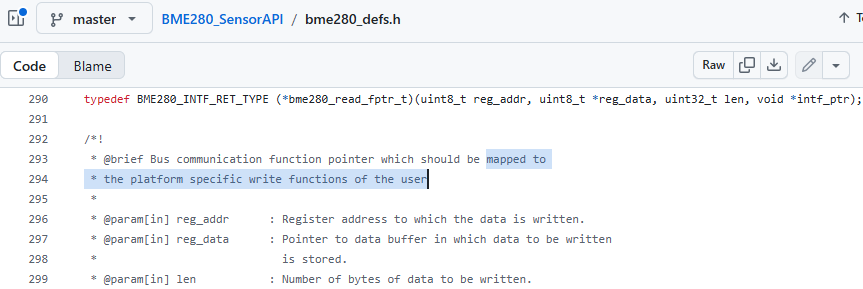 master
BME280_SensorAPI / bme280_defs.h
Code Blame
Raw
290 typedef BME280_INTF_RET_TYPE (*bme280_read_fptr_t)(uint8_t reg_addr, uint8_t *reg_data, uint32_t len, void *intf_ptr);
291
292 /*!
293 * @brief Bus communication function pointer which should be mapped to
294 * the platform specific write functions of the user
295 *
296 * @param[in] reg_addr : Register address to which the data is written.
297 * @param[in] reg_data : Pointer to data buffer in which data to be written
298 * is stored.
299 * @param[in] len : Number of bytes of data to be written.